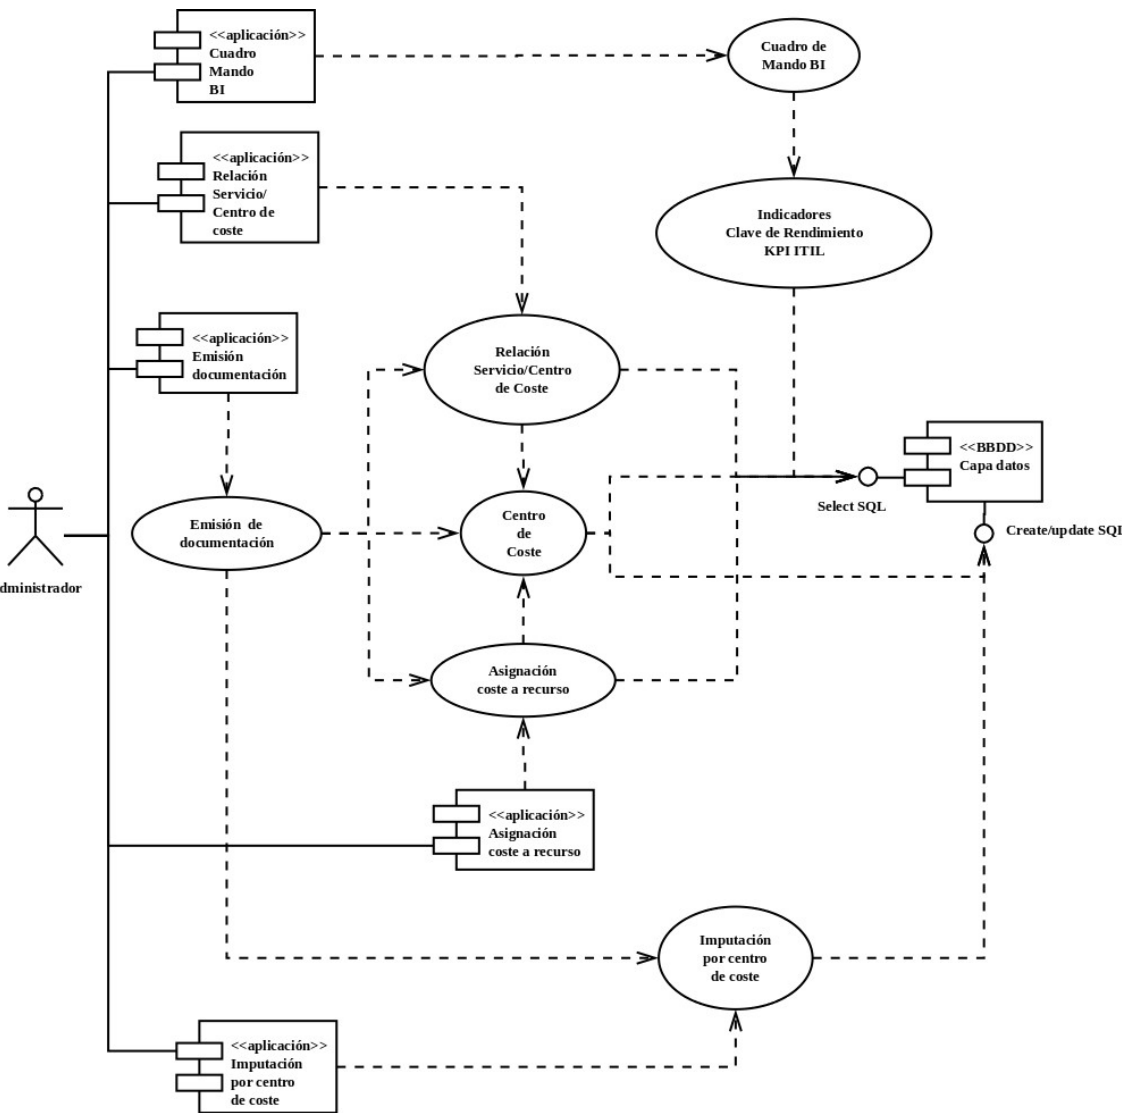 <<aplicación>>
Cuadro
Mando
BI
Cuadro de
Mando BI
<<aplicación>>
Relación
Servicio/
Centro de
coste
Indicadores
Clave de Rendimiento
KPI ITIL
<<aplicación>>
Emisión
documentación
Relación
Servicio/Centro
de Coste
<<BBDD>>
Capa datos
Select SQL
Create/update SQL
Emisión de
documentación
Centro
de
Coste
dministrador
Asignación
coste a recurso
<<aplicación>>
Asignación
coste a recurso
Imputación
por centro
de coste
<<aplicación>>
Imputación
por centro
de coste